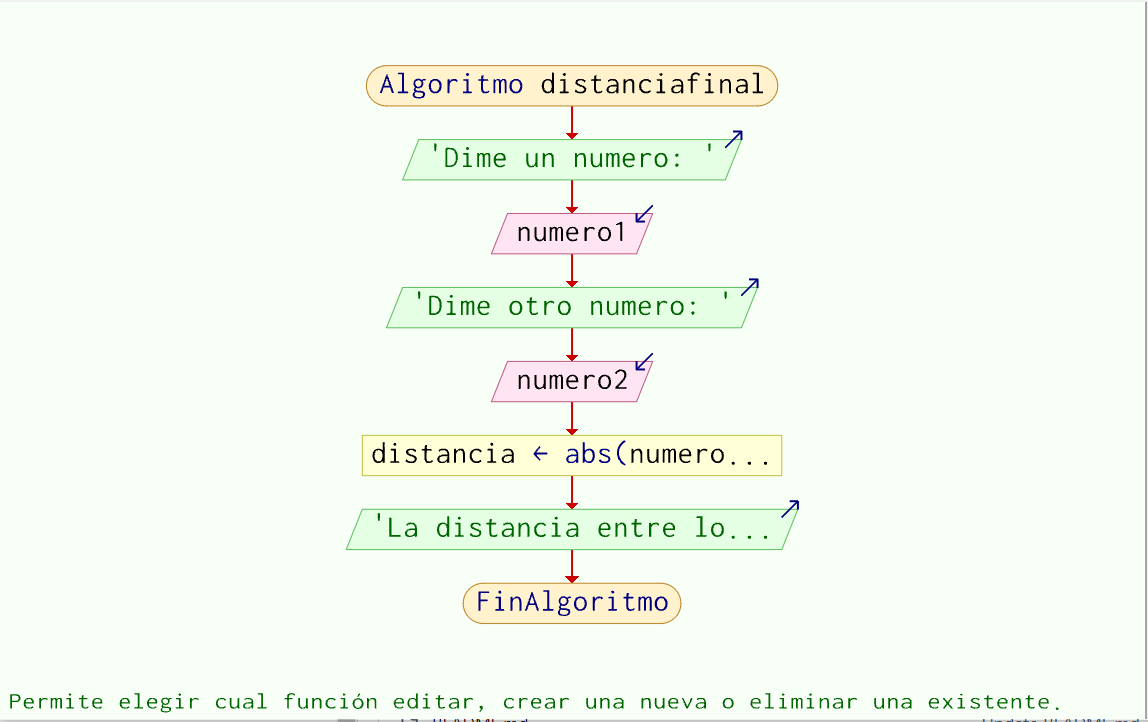 Algoritmo distanciafinal
'Dime un numero: '
numero1
'Dime otro numero: '
numero2
distancia ← abs(numero...
'La distancia entre lo...
FinAlgoritmo
Permite elegir cual función editar, crear una nueva o eliminar una existente.